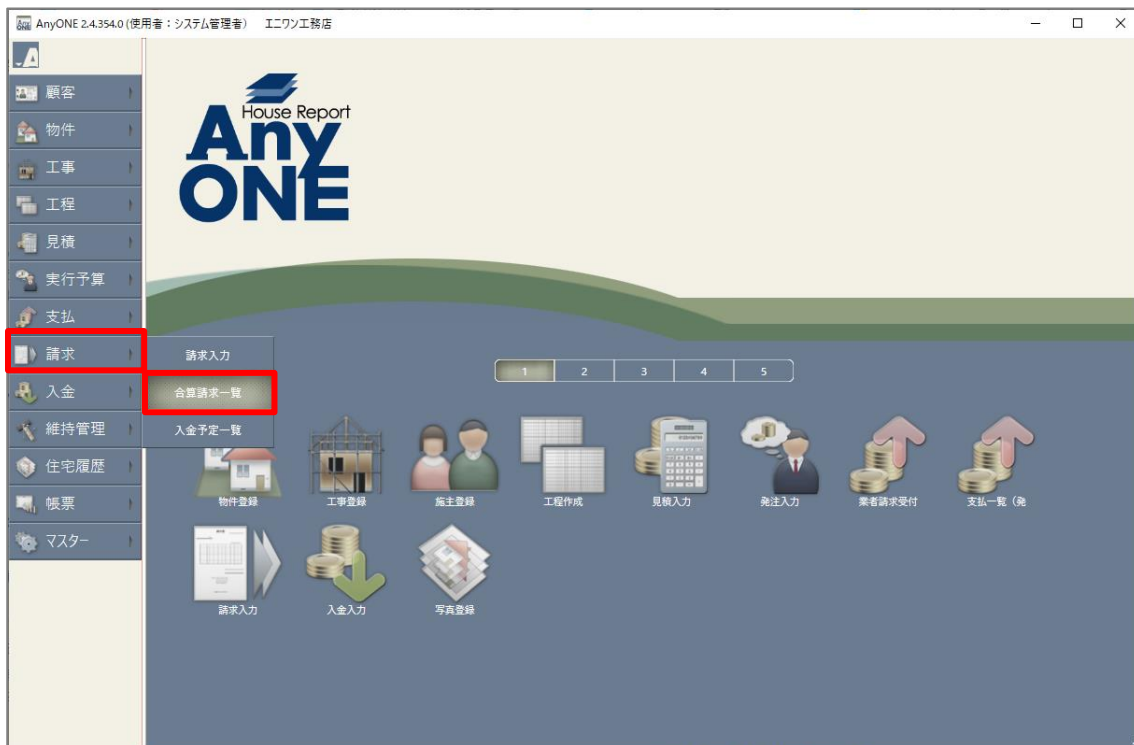 AnyONE 2.4.354.0 (使用者：システム管理者)　エニワン工務店
顧客
物件
工事
工程
見積
実行予算
支払
請求
入金
維持管理
住宅履歴
帳票
マスター
House Report
Any
ONE
請求入力
合算請求一覧
入金予定一覧
1 2 3 4 5
物件登録 工事登録 施主登録 工程作成 見積入力 発注入力 業者請求受付 支払一覧（発
請求入力 入金入力 写真登録